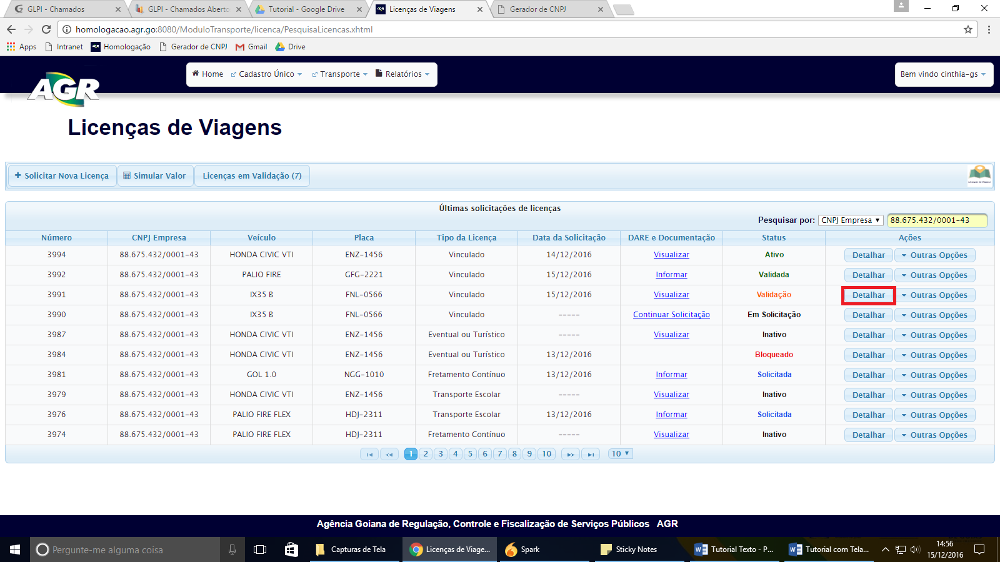 GLPI - Chamados
GLPI - Chamados Aberto
Tutorial - Google Drive
Licenças de Viagens
Gerador de CNPJ
homologacao.agr.go:8080/ModuloTransporte/licenca/PesquisaLicencas.xhtml
Apps Intranet Homologação Gerador de CNPJ Gmail Drive
AGR
Home Cadastro Único Transporte Relatórios
Bem vindo cinthia-gs
Licenças de Viagens
+ Solicitar Nova Licença Simular Valor Licenças em Validação (7)
Últimas solicitações de licenças
Pesquisar por: CNPJ Empresa 88.675.432/0001-43
Número CNPJ Empresa Veículo Placa Tipo da Licença Data da Solicitação DARE e Documentação Status Ações
3994 88.675.432/0001-43 HONDA CIVIC VTI ENZ-1456 Vinculado 14/12/2016 Visualizar Ativo Detalhar Outras Opções
3992 88.675.432/0001-43 PALIO FIRE GFG-2221 Vinculado 15/12/2016 Informar Validada Detalhar Outras Opções
3991 88.675.432/0001-43 IX35 B FNL-0566 Vinculado 15/12/2016 Visualizar Validação Detalhar Outras Opções
3990 88.675.432/0001-43 IX35 B FNL-0566 Vinculado ----- Continuar Solicitação Em Solicitação Detalhar Outras Opções
3987 88.675.432/0001-43 HONDA CIVIC VTI ENZ-1456 Eventual ou Turístico ----- Visualizar Inativo Detalhar Outras Opções
3984 88.675.432/0001-43 HONDA CIVIC VTI ENZ-1456 Eventual ou Turístico 13/12/2016 Bloqueado Detalhar Outras Opções
3981 88.675.432/0001-43 GOL 1.0 NGG-1010 Fretamento Contínuo 13/12/2016 Informar Solicitada Detalhar Outras Opções
3979 88.675.432/0001-43 HONDA CIVIC VTI ENZ-1456 Transporte Escolar ----- Visualizar Inativo Detalhar Outras Opções
3976 88.675.432/0001-43 PALIO FIRE FLEX HDJ-2311 Transporte Escolar 13/12/2016 Informar Solicitada Detalhar Outras Opções
3974 88.675.432/0001-43 PALIO FIRE FLEX HDJ-2311 Fretamento Contínuo ----- Visualizar Inativo Detalhar Outras Opções
1 2 3 4 5 6 7 8 9 10 10
Agência Goiana de Regulação, Controle e Fiscalização de Serviços Públicos AGR
Pergunte-me alguma coisa
Capturas de Tela
Licenças de Viage...
Spark
Sticky Notes
Tutorial Texto - P...
Tutorial com Tela...
14:56
15/12/2016